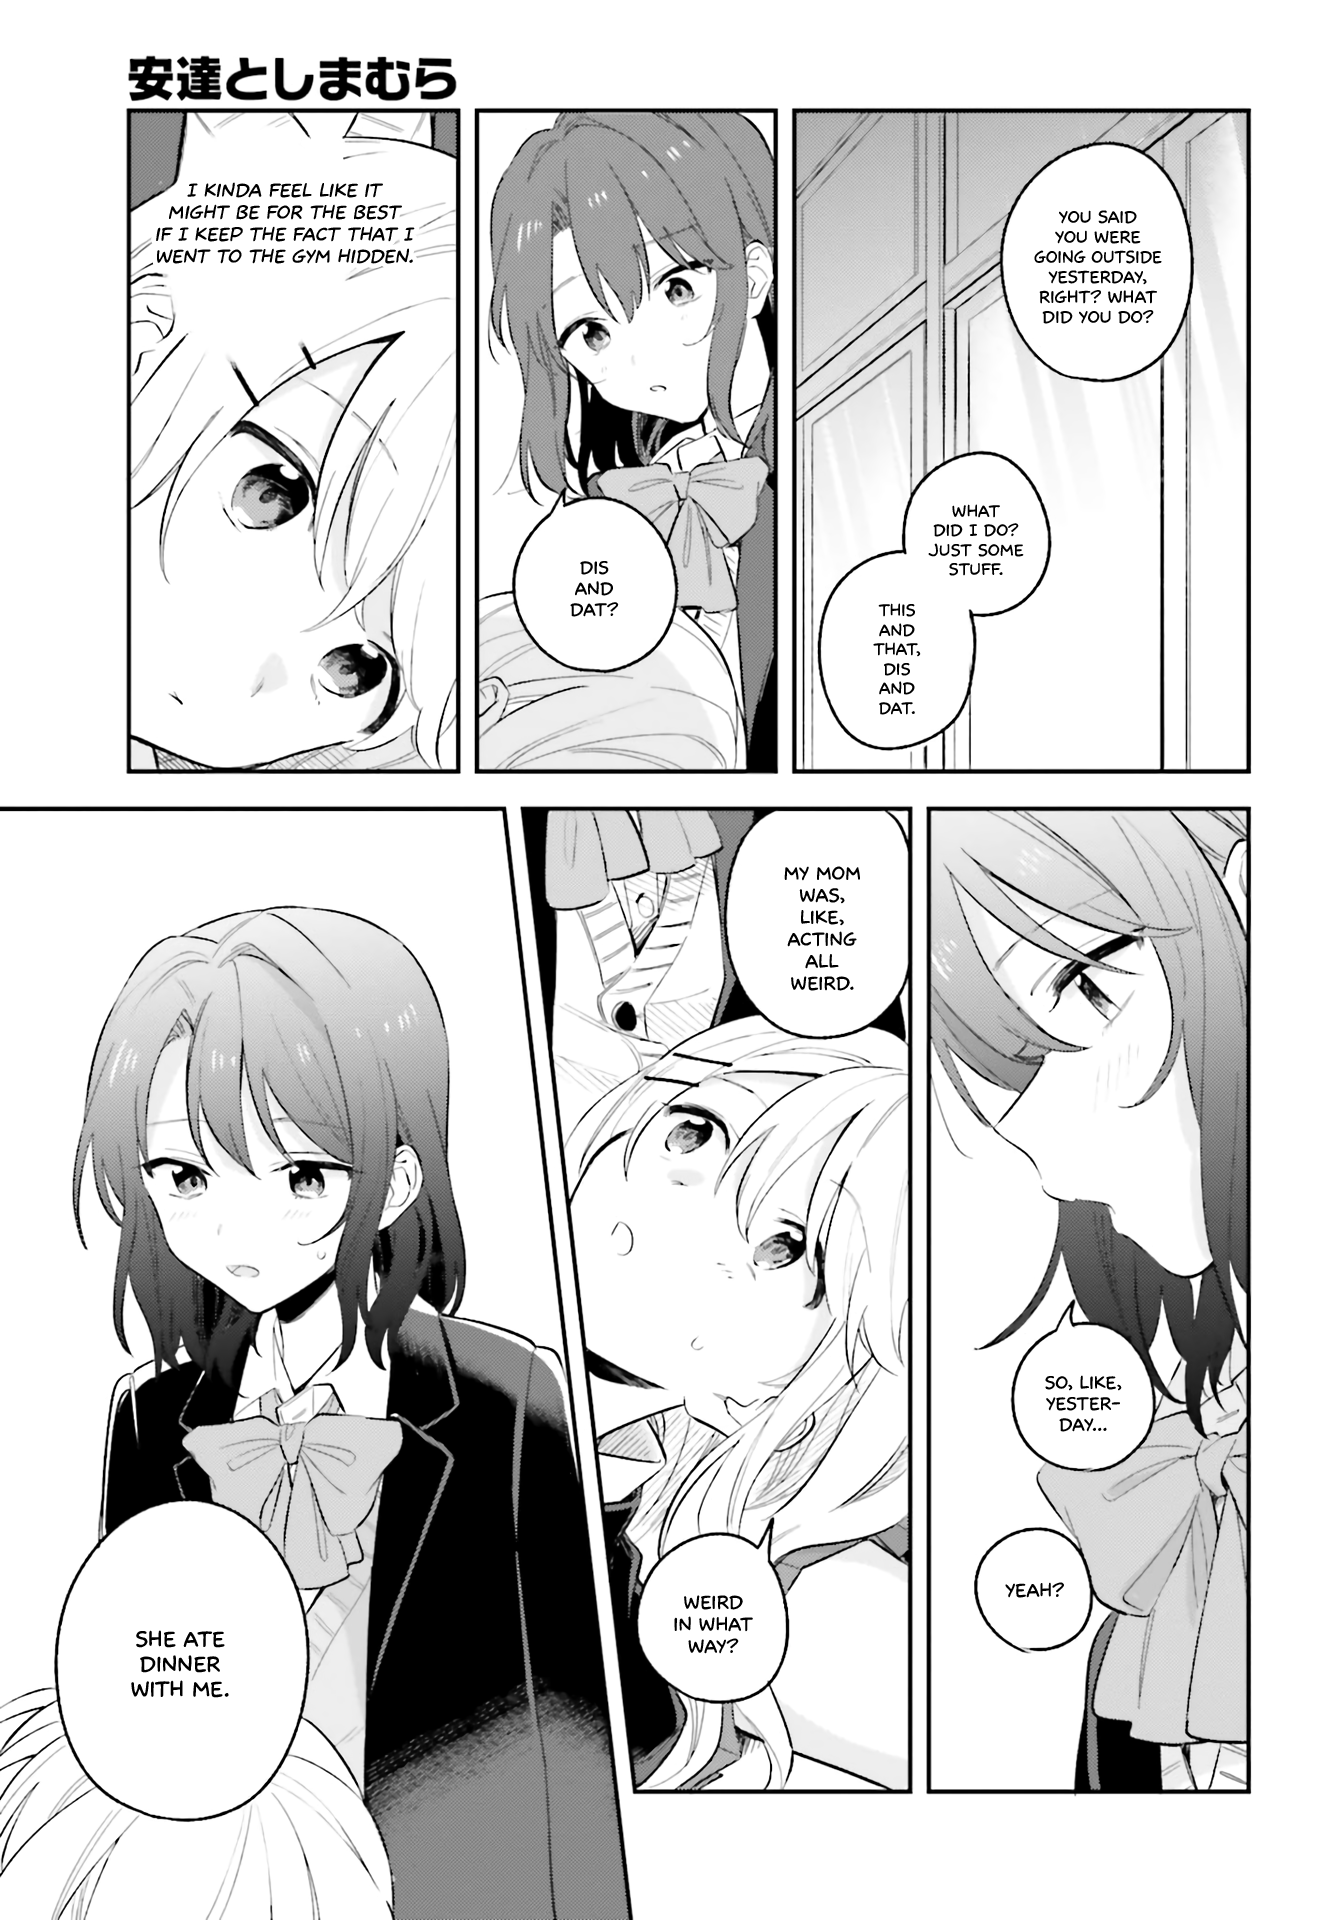 安達としまむら
YOU SAID
YOU WERE
GOING OUTSIDE
YESTERDAY,
RIGHT? WHAT
DID YOU DO?
WHAT
DID I DO?
JUST SOME
STUFF.
THIS
AND
THAT,
DIS
AND
DAT.
DIS
AND
DAT?
I KINDA FEEL LIKE IT
MIGHT BE FOR THE BEST
IF I KEEP THE FACT THAT I
WENT TO THE GYM HIDDEN.
SO, LIKE,
YESTER-
DAY...
YEAH?
MY MOM
WAS,
LIKE,
ACTING
ALL
WEIRD.
WEIRD
IN WHAT
WAY?
SHE ATE
DINNER
WITH ME.